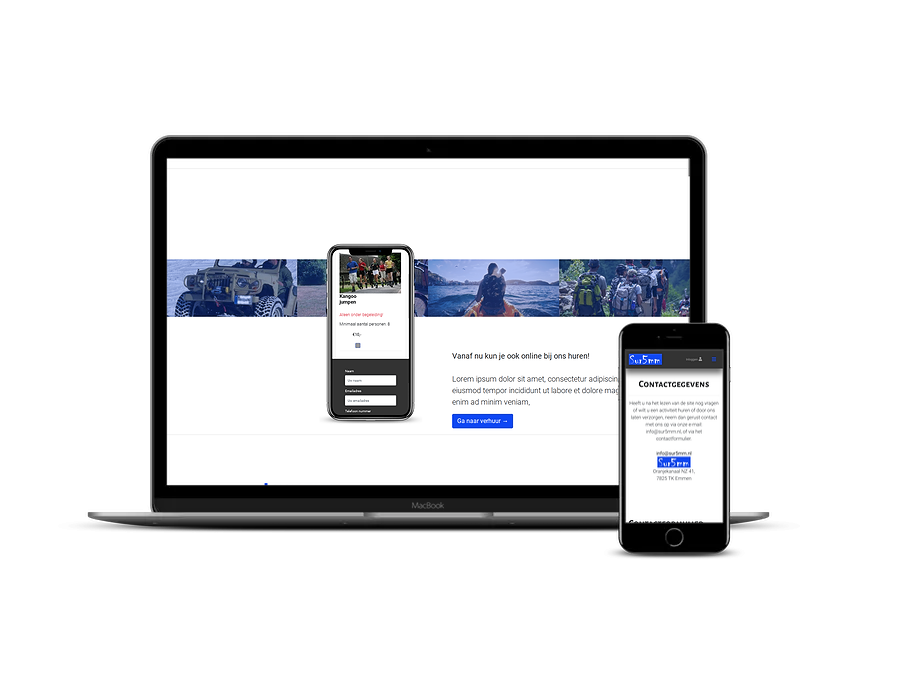 Kangoo
jumpen
Alleen onder begeleiding!
Minimaal aantal personen: 8
€10,-
Naam
Uw naam
Emailadres
Uw emailadres
Telefoon nummer
Vanaf nu kun je ook online bij ons huren!
Lorem ipsum dolor sit amet, consectetur adipiscin
eiusmod tempor incididunt ut labore et dolore mag
enim ad minim veniam,
Ga naar verhuur →
MacBook
Sur5mm
Inloggen
Contactgegevens
Heeft u na het lezen van de site nog vragen
of wilt u een activiteit huren of door ons
laten verzorgen, neem dan gerust contact
met ons op via onze e-mail:
info@sur5mm.nl, of via het
contactformulier.
info@sur5mm.nl
Sur5mm
Oranjekanaal NZ 41,
7825 TK Emmen
Contactformulier